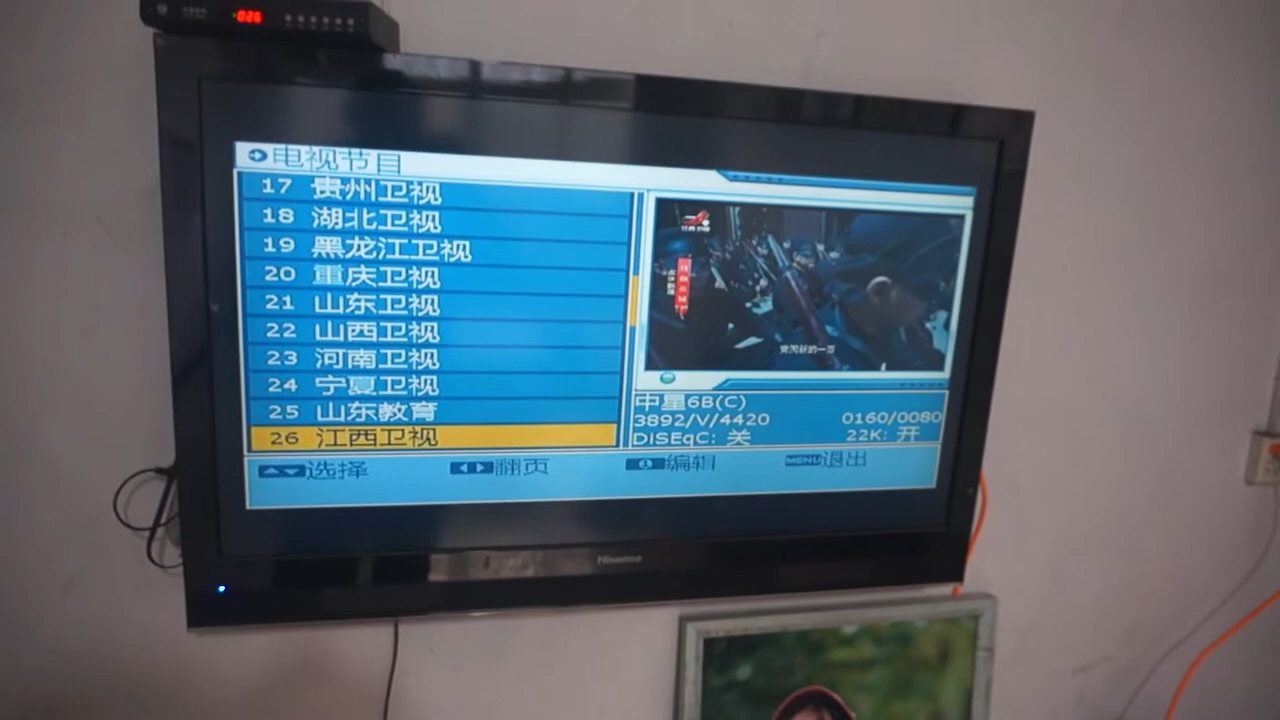 026
电视节目
17 贵州卫视
18 湖北卫视
19 黑龙江卫视
20 重庆卫视
21 山东卫视
22 山西卫视
23 河南卫视
24 宁夏卫视
25 山东教育
26 江西卫视
中星6B(C)
3892/V/4420 0160/0080
DISEqC: 关 22K: 开
选择 翻页 编辑 MENU退出
Hisense